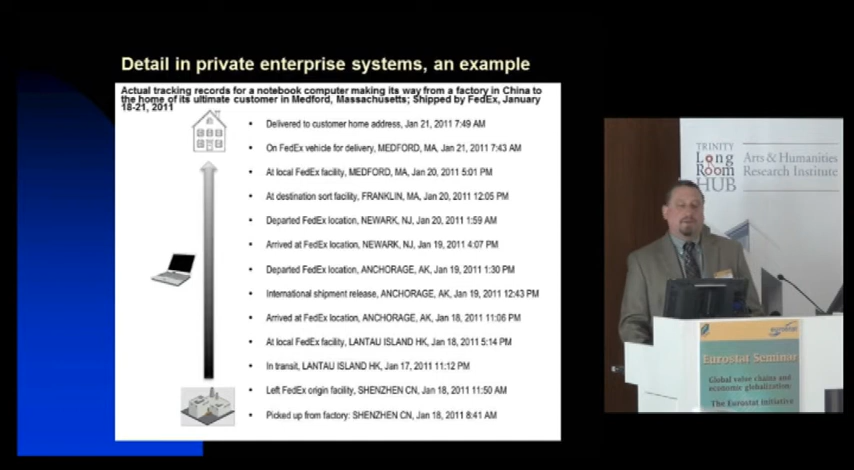 Detail in private enterprise systems, an example
Actual tracking records for a notebook computer making its way from a factory in China to
the home of its ultimate customer in Medford, Massachusetts; Shipped by FedEx, January
18-21, 2011
• Delivered to customer home address, Jan 21, 2011 7:49 AM
• On FedEx vehicle for delivery, MEDFORD, MA, Jan 21, 2011 7:43 AM
• At local FedEx facility, MEDFORD, MA, Jan 20, 2011 5:01 PM
• At destination sort facility, FRANKLIN, MA, Jan 20, 2011 12:05 PM
• Departed FedEx location, NEWARK, NJ, Jan 20, 2011 1:59 AM
• Arrived at FedEx location, NEWARK, NJ, Jan 19, 2011 4:07 PM
• Departed FedEx location, ANCHORAGE, AK, Jan 19, 2011 1:30 PM
• International shipment release, ANCHORAGE, AK, Jan 19, 2011 12:43 PM
• Arrived at FedEx location, ANCHORAGE, AK, Jan 18, 2011 11:06 PM
• At local FedEx facility, LANTAU ISLAND HK, Jan 18, 2011 5:14 PM
• In transit, LANTAU ISLAND HK, Jan 17, 2011 11:12 PM
• Left FedEx origin facility, SHENZHEN CN, Jan 18, 2011 11:50 AM
• Picked up from factory: SHENZHEN CN, Jan 18, 2011 8:41 AM
TRINITY
Long
Room
HUB
Arts & Humanities
Research Institute
Eurostat Seminar
Global value chains and
economic globalization:
The Eurostat initiative